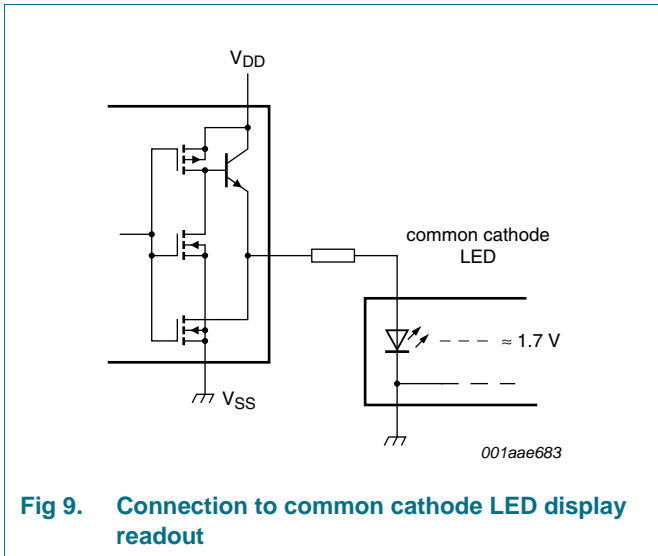 VDD
common cathode
LED
≈ 1.7 V
VSS
001aae683
Fig 9. Connection to common cathode LED display
readout